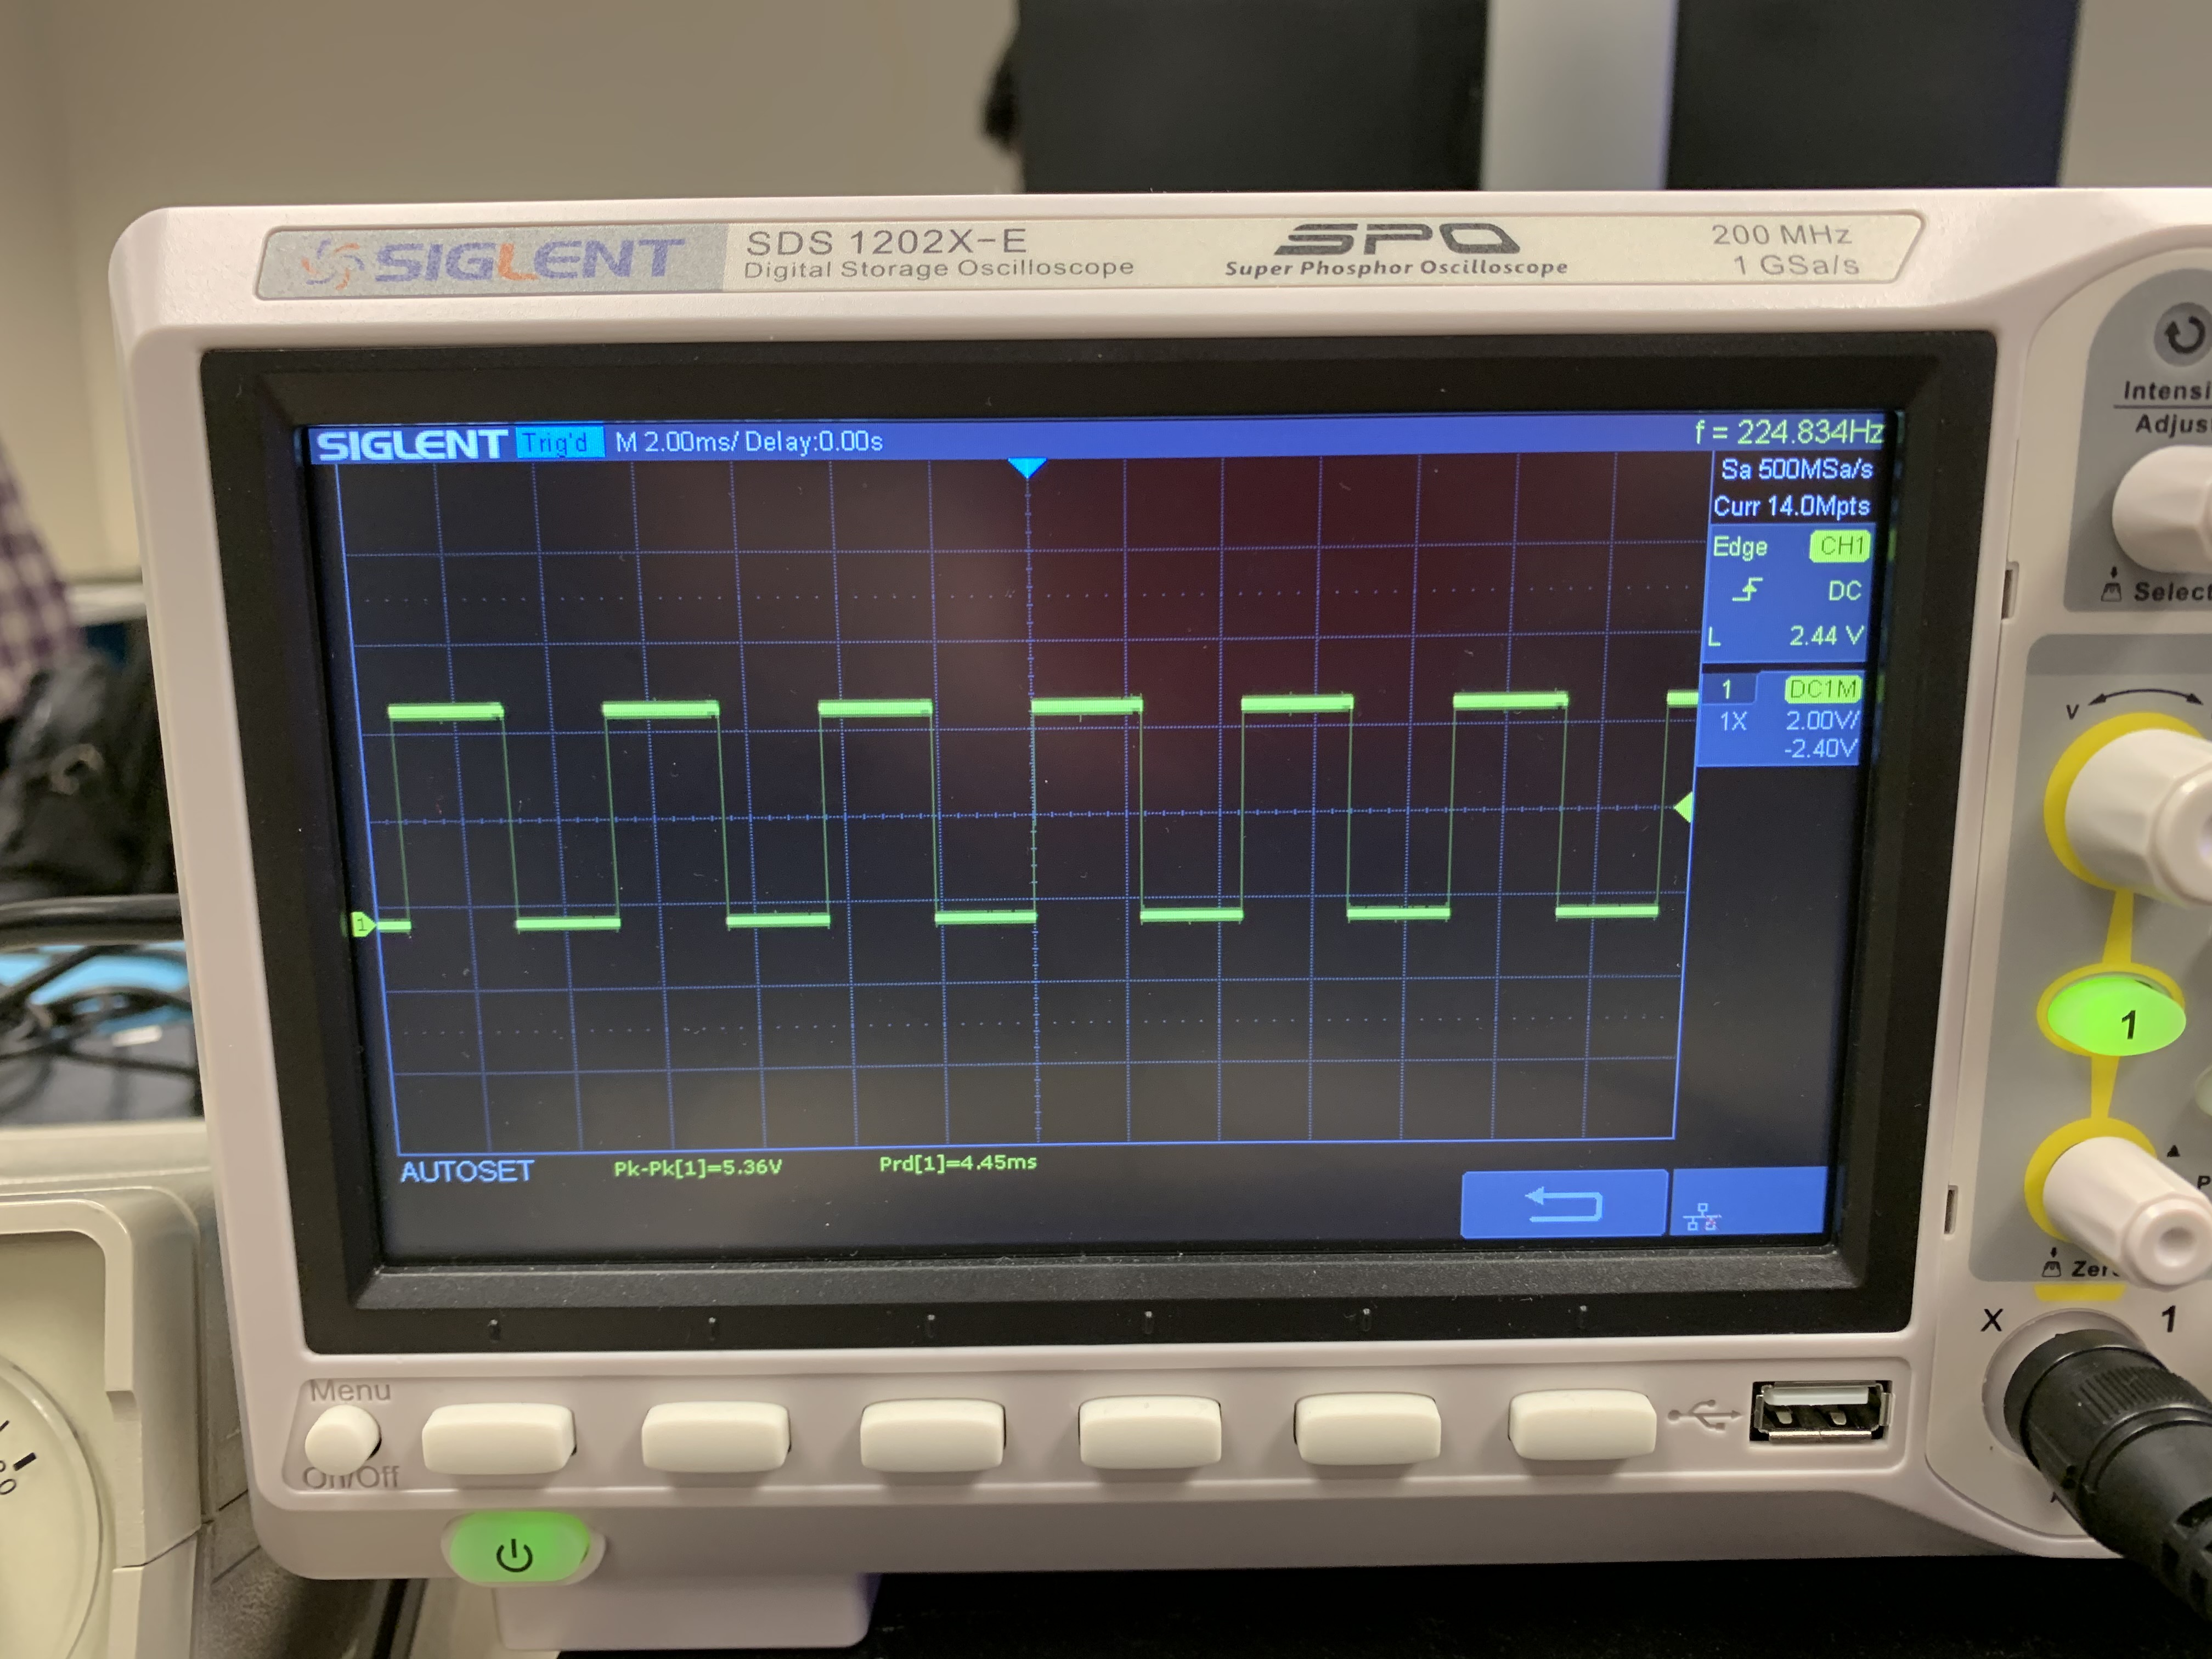 SIGLENT
SDS 1202X-E
Digital Storage Oscilloscope
SPO
Super Phosphor Oscilloscope
200 MHz
1 GSa/s
SIGLENT Trig'd M 2.00ms/ Delay:0.00s
f = 224.834Hz
Sa 500MSa/s
Curr 14.0Mpts
Edge CH1
DC
L 2.44 V
1 DC1M
1X 2.00V/
-2.40V
1
AUTOSET Pk-Pk[1]=5.36V Prd[1]=4.45ms
Adjus
Select
V
1
X 1
Menu
On/Off